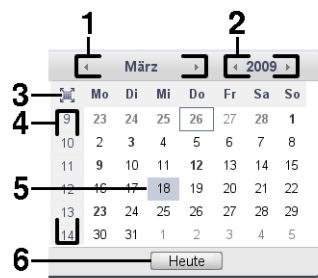 1 2
März 2009
3 Mo Di Mi Do Fr Sa So
4 9 23 24 25 26 27 28 1
10 2 3 4 5 6 7 8
11 9 10 11 12 13 14 15
5 12 16 17 18 19 20 21 22
13 23 24 25 26 27 28 29
14 30 31 1 2 3 4 5
6 Heute